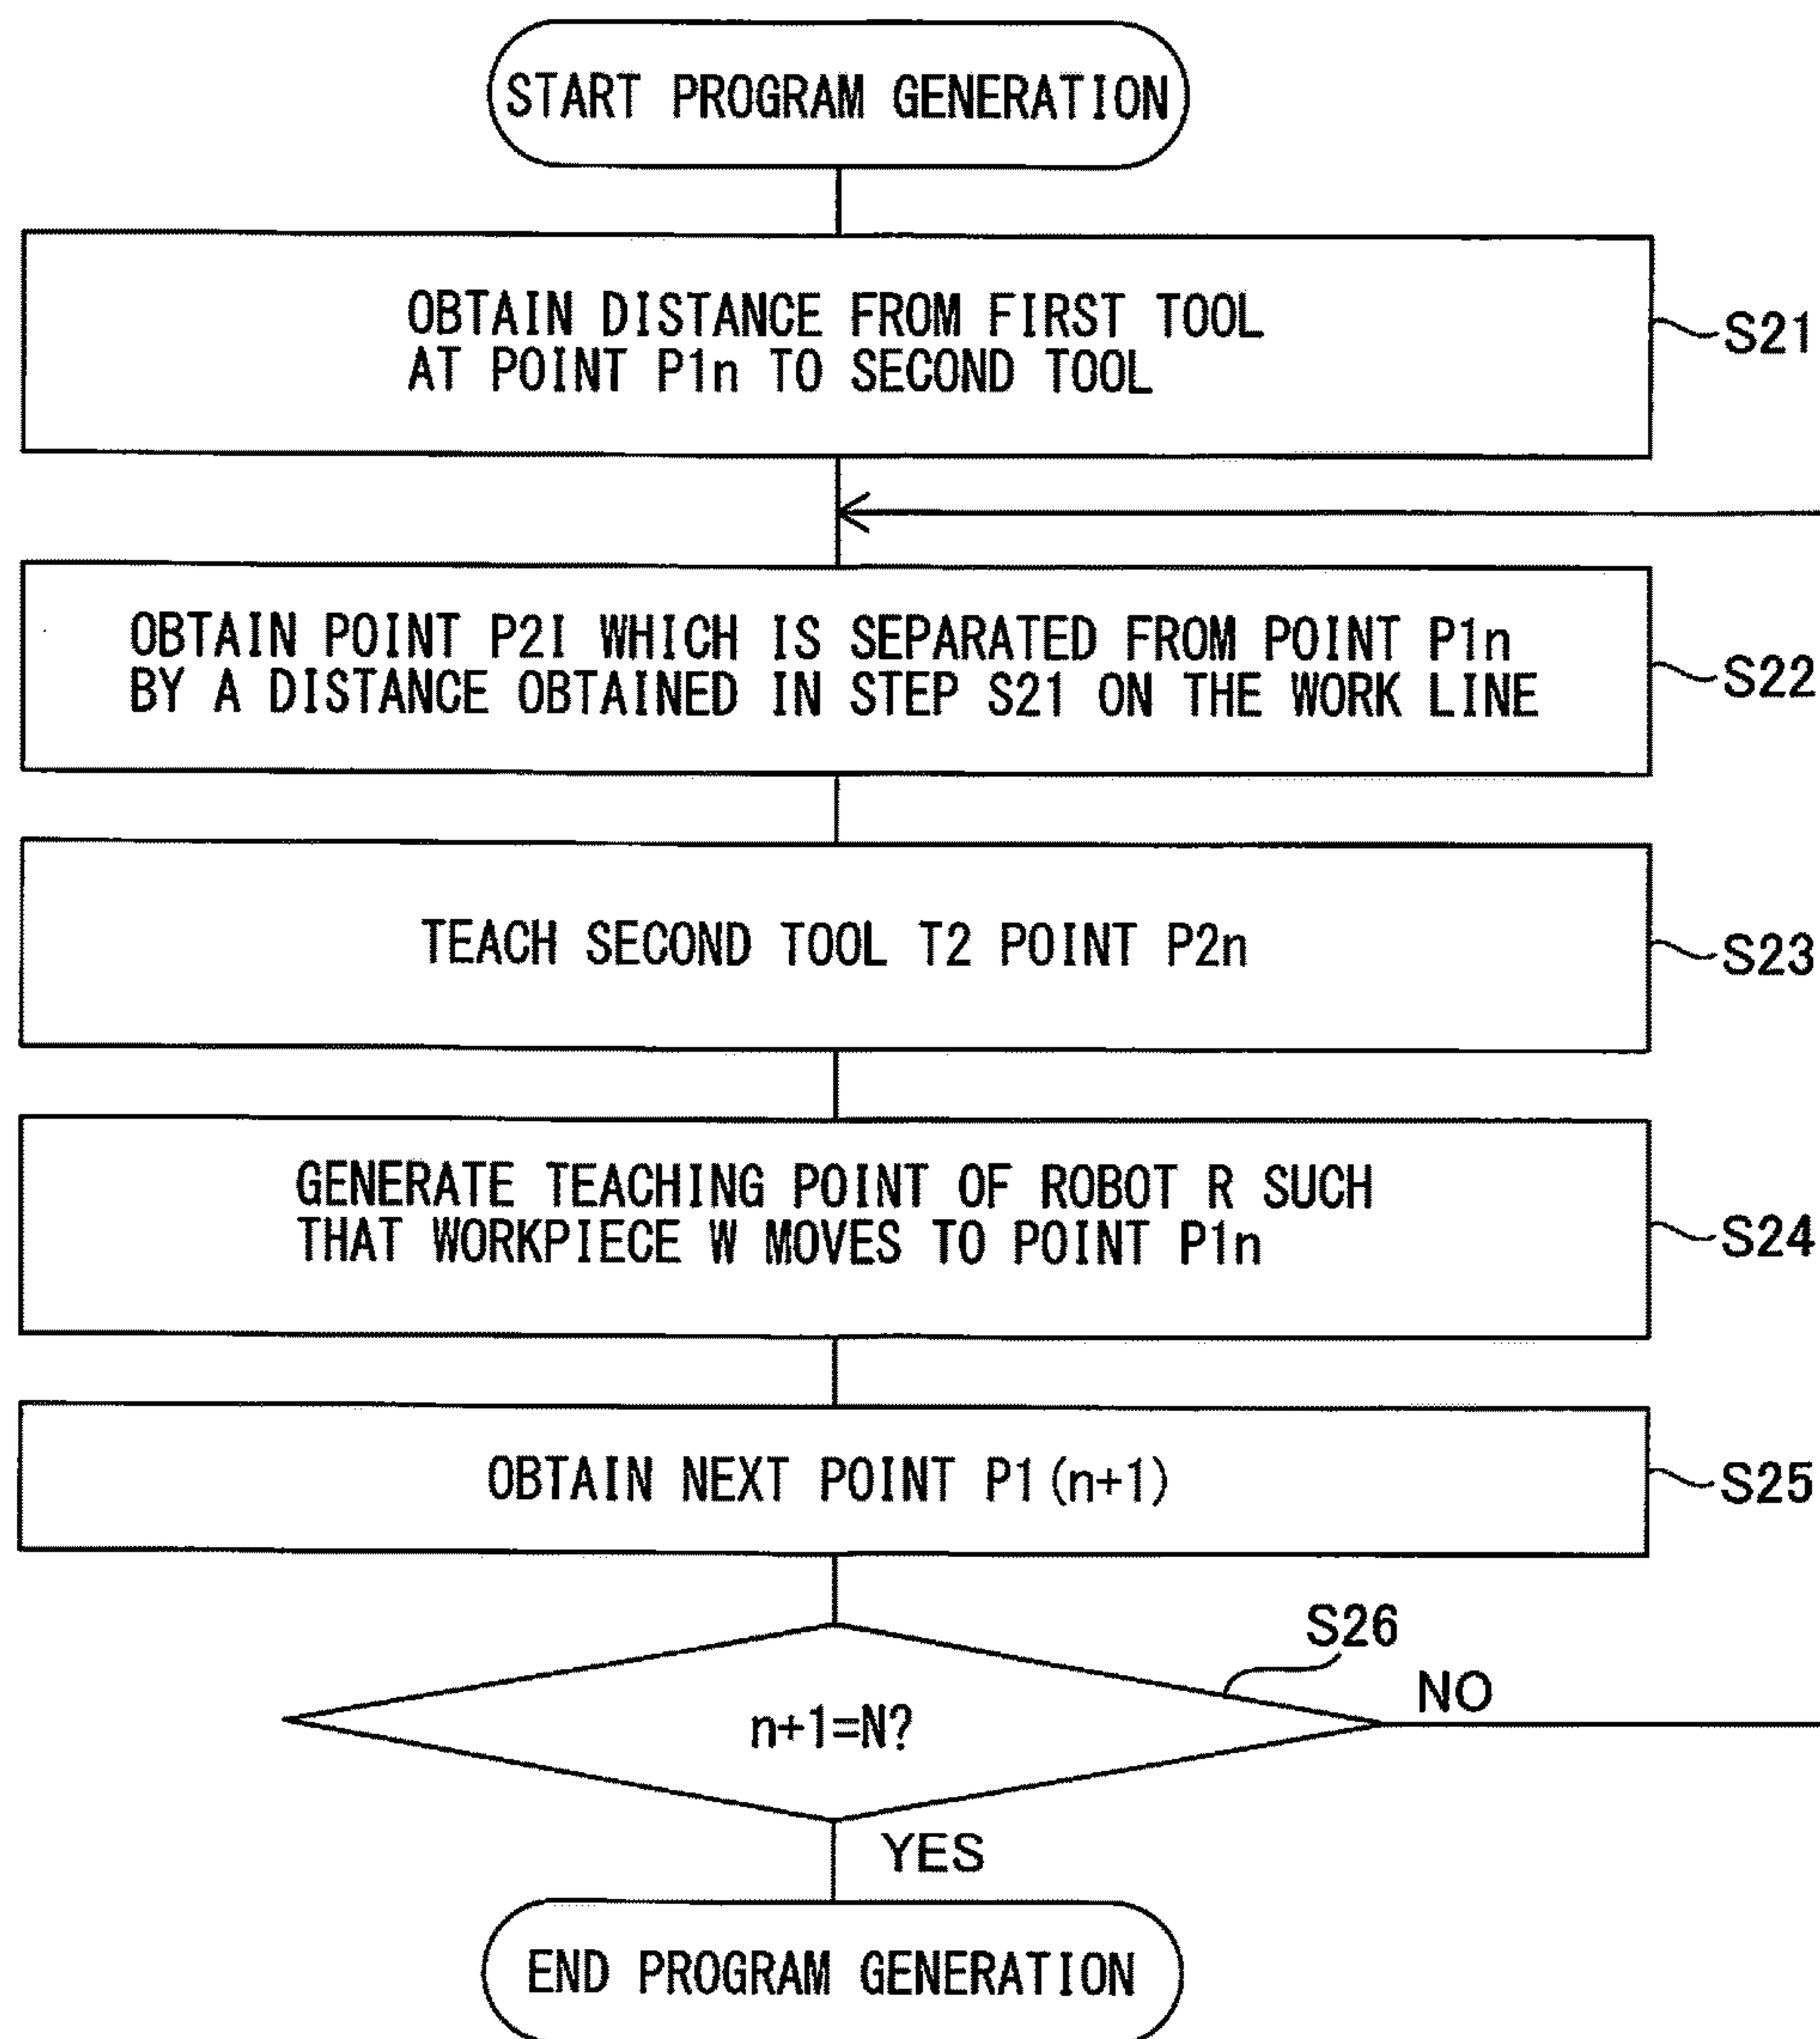 START PROGRAM GENERATION
OBTAIN DISTANCE FROM FIRST TOOL
AT POINT P1n TO SECOND TOOL
S21
OBTAIN POINT P2I WHICH IS SEPARATED FROM POINT P1n
BY A DISTANCE OBTAINED IN STEP S21 ON THE WORK LINE
S22
TEACH SECOND TOOL T2 POINT P2n
S23
GENERATE TEACHING POINT OF ROBOT R SUCH
THAT WORKPIECE W MOVES TO POINT P1n
S24
OBTAIN NEXT POINT P1(n+1)
S25
S26
n+1=N?
NO
YES
END PROGRAM GENERATION